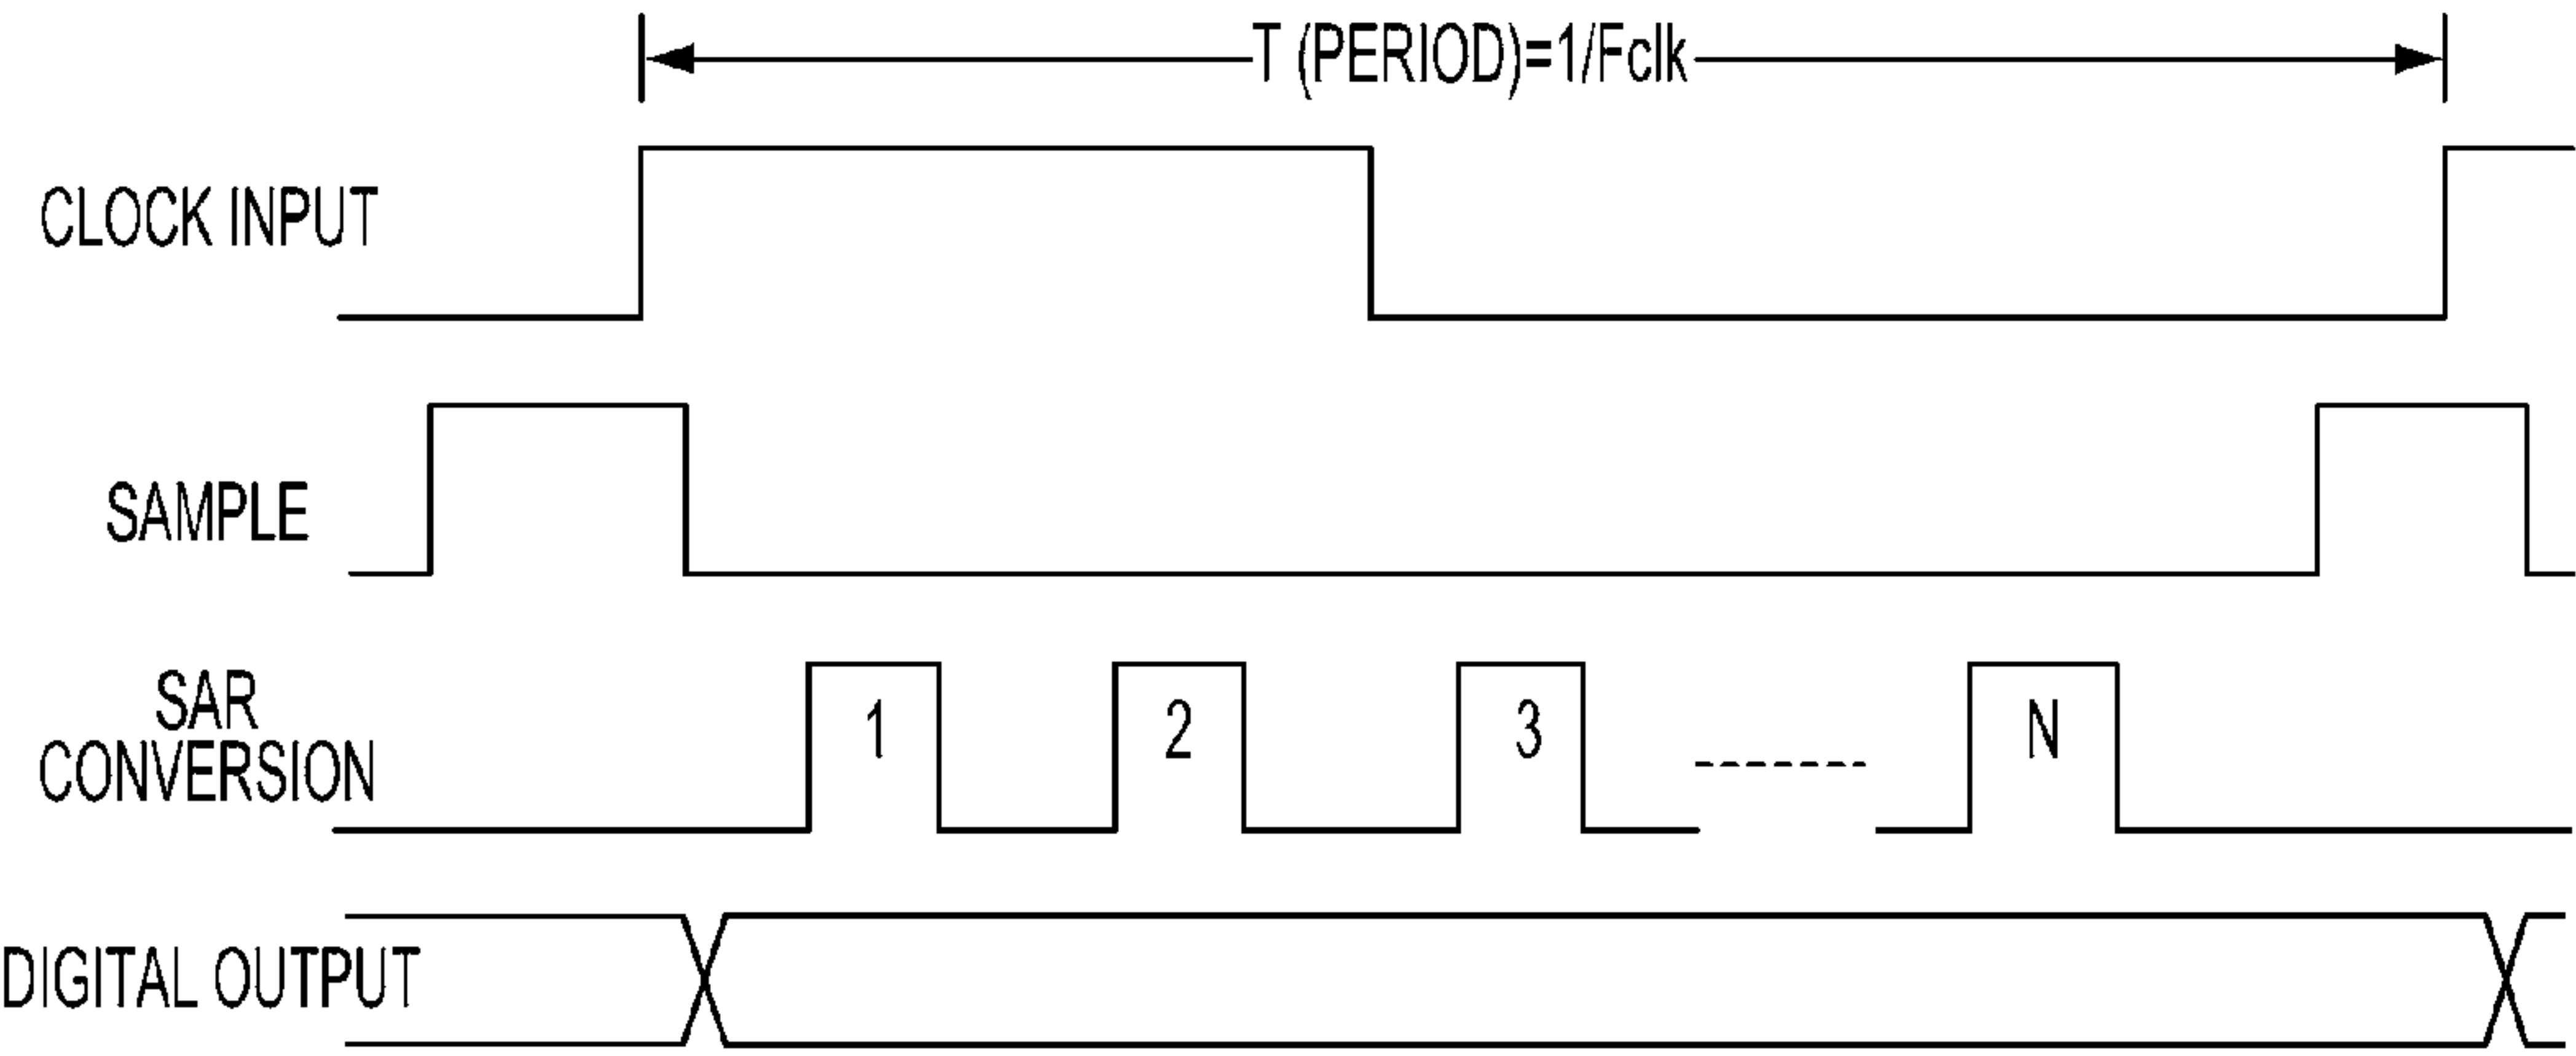 T (PERIOD)=1/Fclk
CLOCK INPUT
SAMPLE
SAR
CONVERSION
1 2 3 N
DIGITAL OUTPUT